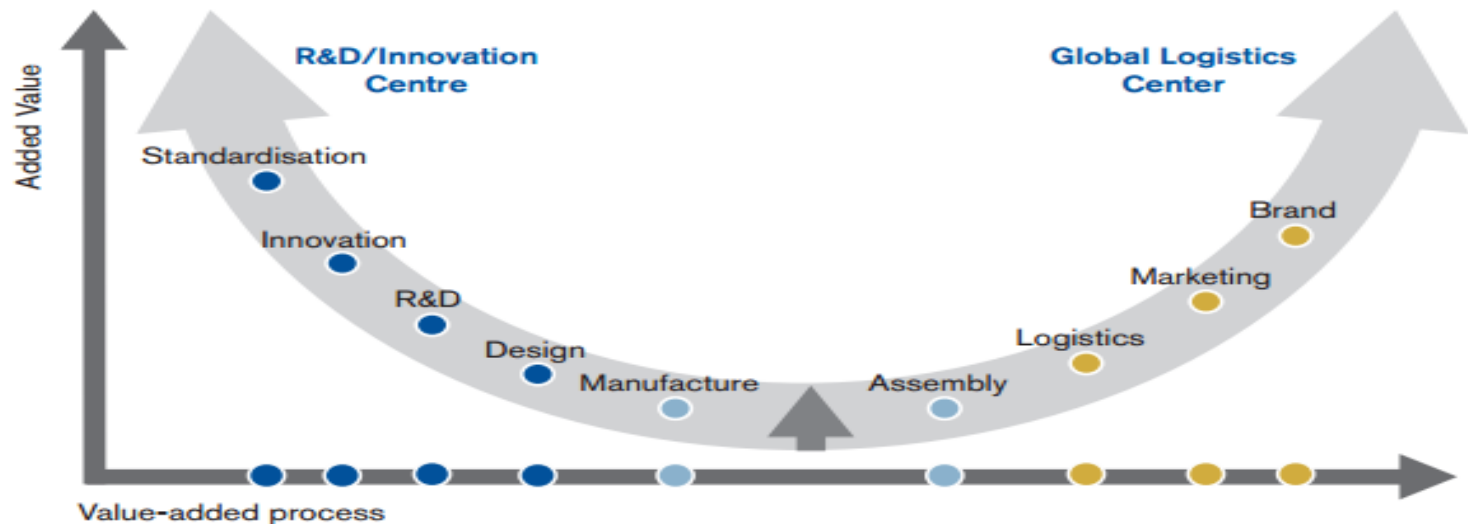 R&D/Innovation
Centre
Global Logistics
Center
Added Value
Standardisation
Innovation
R&D
Design
Manufacture
Assembly
Logistics
Marketing
Brand
Value-added process